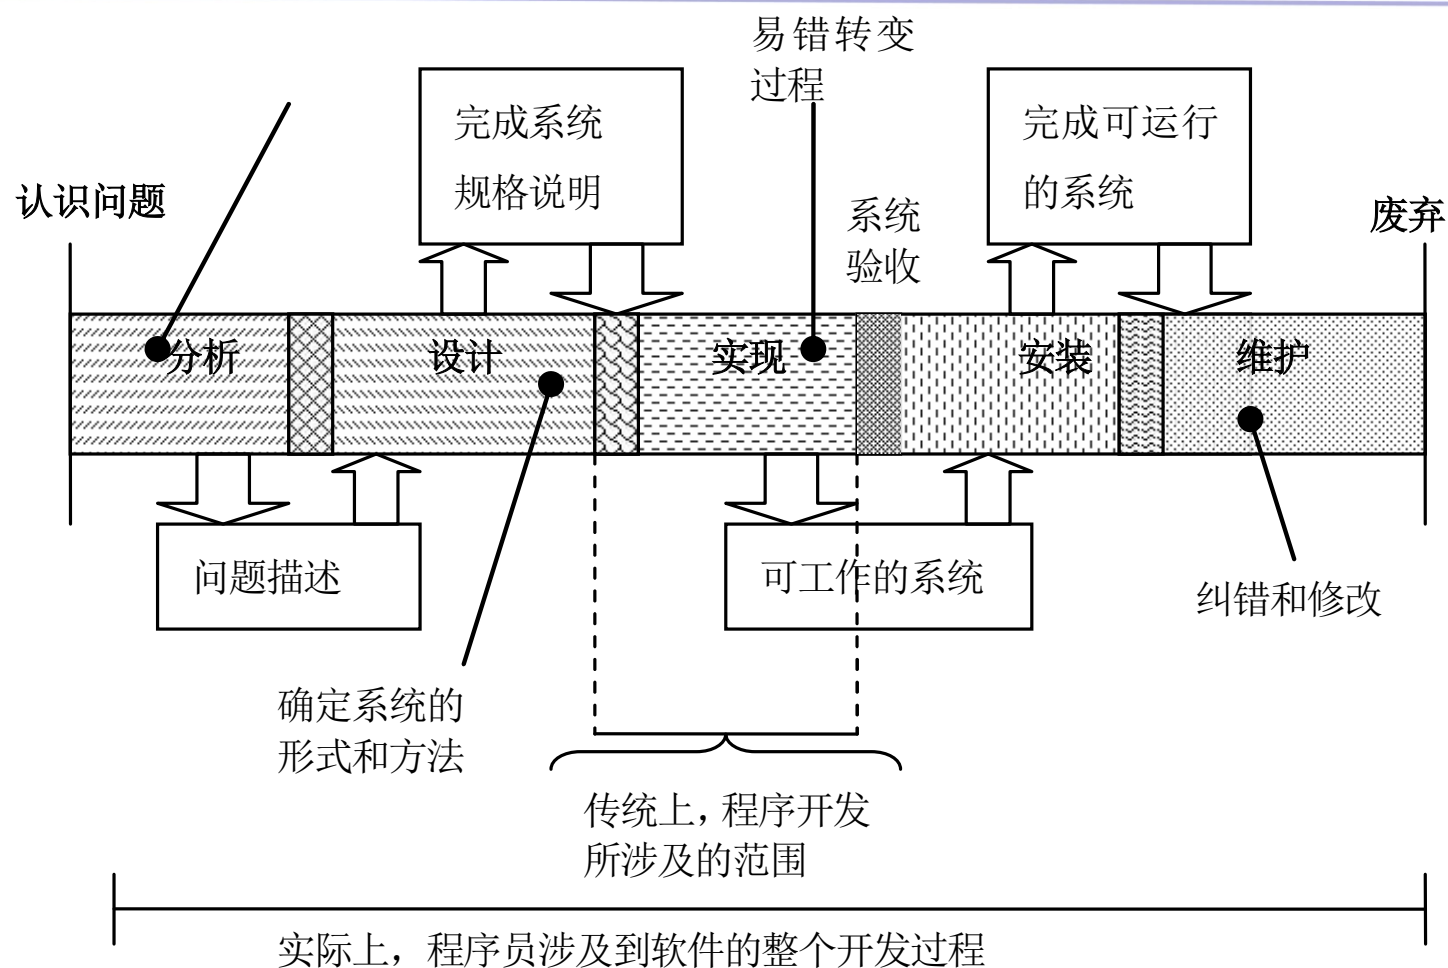 易错转变
过程
完成系统
规格说明
完成可运行
的系统
认识问题
系统
验收
废弃
分析
设计
实现
安装
维护
问题描述
可工作的系统
纠错和修改
确定系统的
形式和方法
传统上，程序开发
所涉及的范围
实际上，程序员涉及到软件的整个开发过程